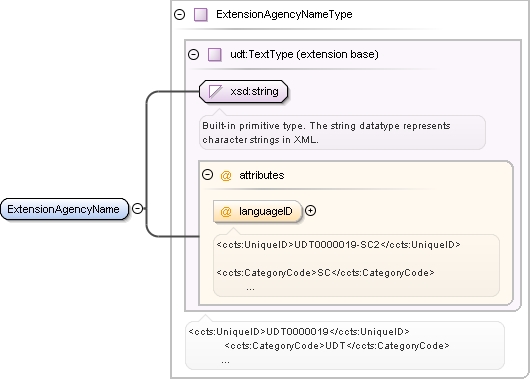 ExtensionAgencyNameType
udt:TextType (extension base)
xsd:string
Built-in primitive type. The string datatype represents
character strings in XML.
@ attributes
ExtensionAgencyName
@ languageID
<ccts:UniqueID>UDT0000019-SC2</ccts:UniqueID>
<ccts:CategoryCode>SC</ccts:CategoryCode>
...
<ccts:UniqueID>UDT0000019</ccts:UniqueID>
<ccts:CategoryCode>UDT</ccts:CategoryCode>
...